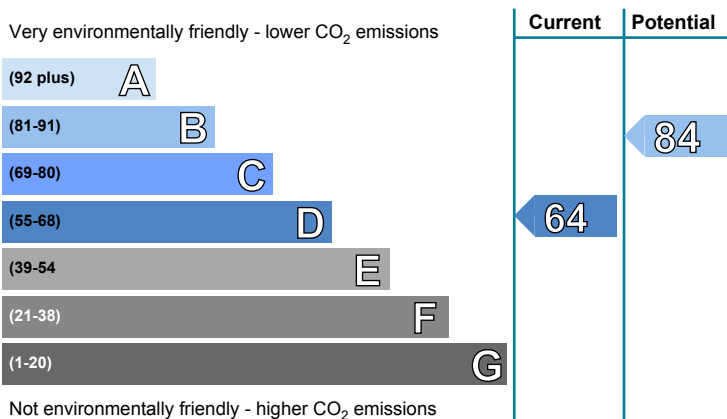 Current Potential
Very environmentally friendly - lower CO2 emissions
(92 plus) A
(81-91) B
84
(69-80) C
(55-68) D
64
(39-54 E
(21-38) F
(1-20) G
Not environmentally friendly - higher CO2 emissions